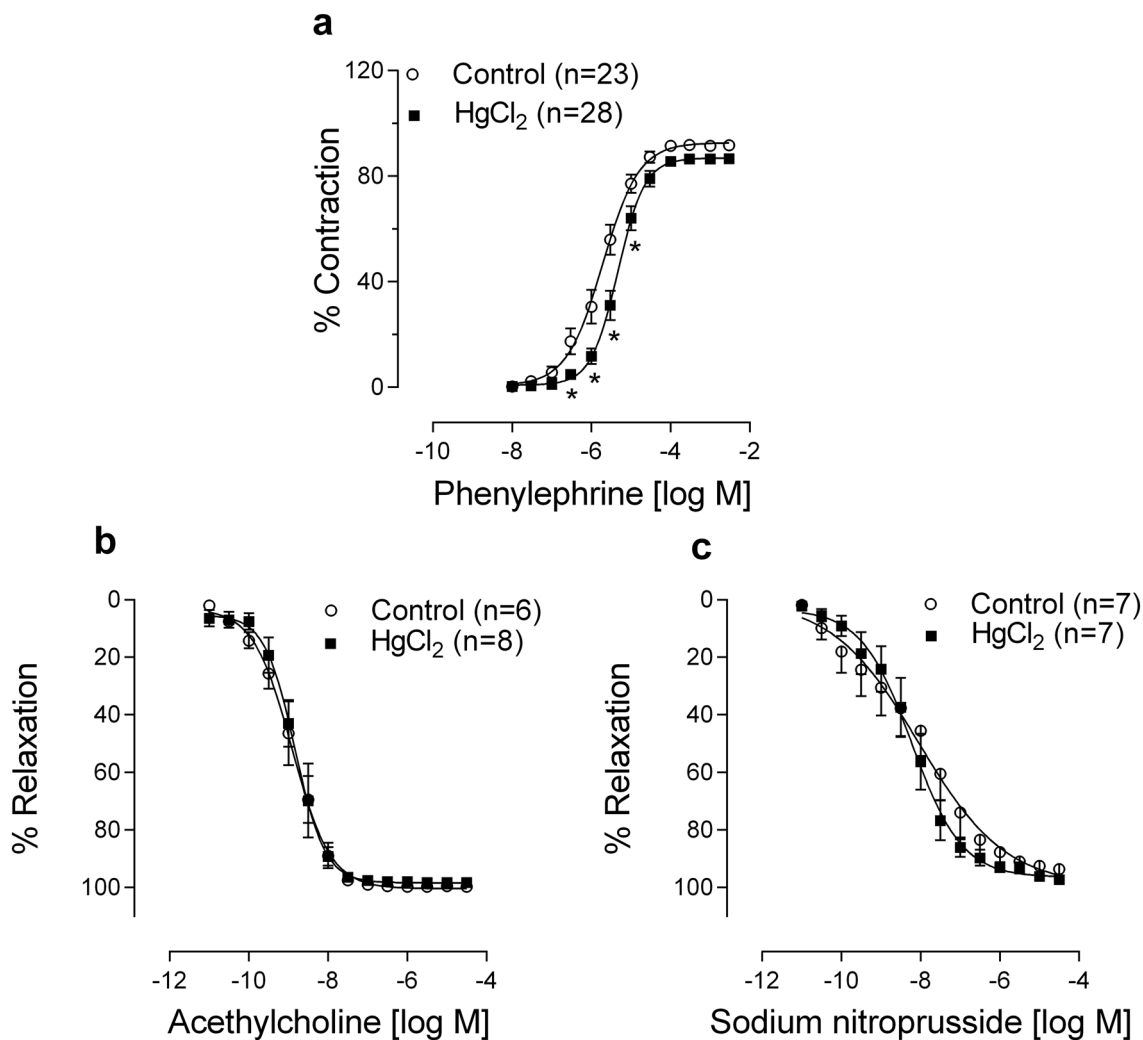 a
120
80
40
0
% Contraction
Control (n=23)
HgCl₂ (n=28)
*
*
*
*
-10 -8 -6 -4 -2
Phenylephrine [log M]
b
0
20
40
60
80
100
% Relaxation
Control (n=6)
HgCl₂ (n=8)
-12 -10 -8 -6 -4
Acethylcholine [log M]
c
0
20
40
60
80
100
% Relaxation
Control (n=7)
HgCl₂ (n=7)
-12 -10 -8 -6 -4
Sodium nitroprusside [log M]